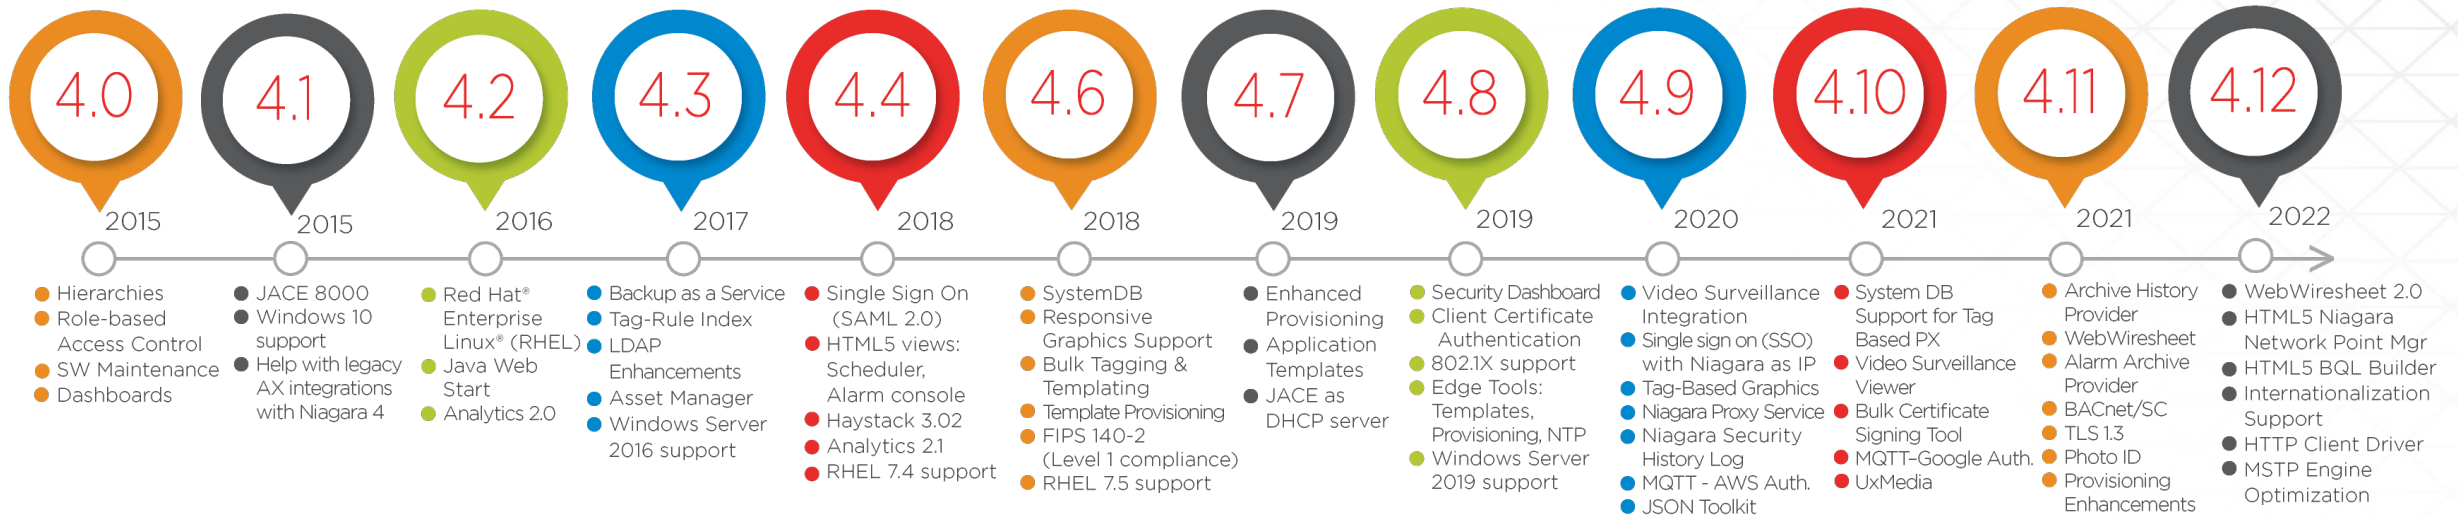 4.0
2015
Hierarchies
Role-based
Access Control
SW Maintenance
Dashboards
4.1
2015
JACE 8000
Windows 10
support
Help with legacy
AX integrations
with Niagara 4
4.2
2016
Red Hat®
Enterprise
Linux® (RHEL)
Java Web
Start
Analytics 2.0
4.3
2017
Backup as a Service
Tag-Rule Index
LDAP
Enhancements
Asset Manager
Windows Server
2016 support
4.4
2018
Single Sign On
(SAML 2.0)
HTML5 views:
Scheduler,
Alarm console
Haystack 3.02
Analytics 2.1
RHEL 7.4 support
4.6
2018
SystemDB
Responsive
Graphics Support
Bulk Tagging &
Templating
Template Provisioning
FIPS 140-2
(Level 1 compliance)
RHEL 7.5 support
4.7
2019
Enhanced
Provisioning
Application
Templates
JACE as
DHCP server
4.8
2019
Security Dashboard
Client Certificate
Authentication
802.1X support
Edge Tools:
Templates,
Provisioning, NTP
Windows Server
2019 support
4.9
2020
Video Surveillance
Integration
Single sign on (SSO)
with Niagara as IP
Tag-Based Graphics
Niagara Proxy Service
Niagara Security
History Log
MQTT - AWS Auth.
JSON Toolkit
4.10
2021
System DB
Support for Tag
Based PX
Video Surveillance
Viewer
Bulk Certificate
Signing Tool
MQTT–Google Auth.
UxMedia
4.11
2021
Archive History
Provider
WebWiresheet
Alarm Archive
Provider
BACnet/SC
TLS 1.3
Photo ID
Provisioning
Enhancements
4.12
2022
WebWiresheet 2.0
HTML5 Niagara
Network Point Mgr
HTML5 BQL Builder
Internationalization
Support
HTTP Client Driver
MSTP Engine
Optimization